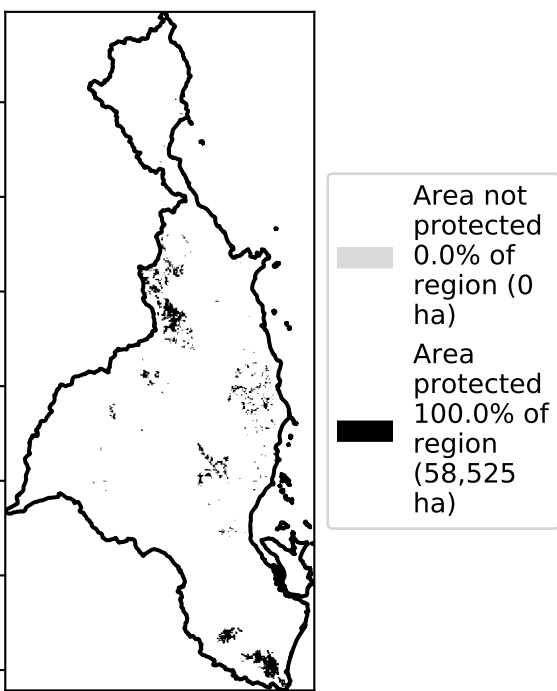 Area not
protected
0.0% of
region (0
ha)
Area
protected
100.0% of
region
(58,525
ha)